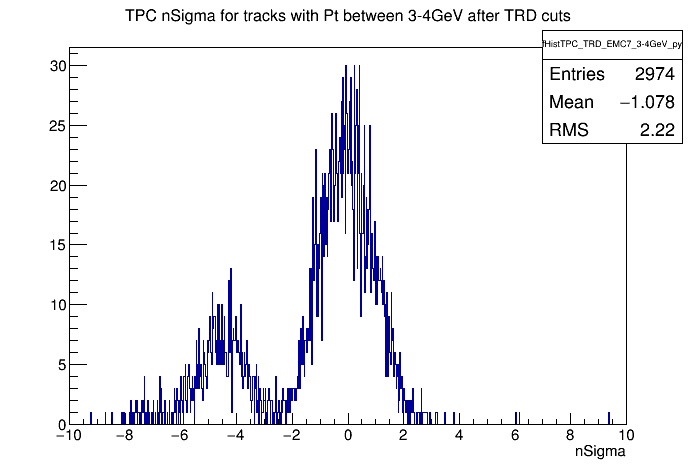 TPC nSigma for tracks with Pt between 3-4GeV after TRD cuts
fHistTPC_TRD_EMC7_3-4GeV_py
Entries 2974
Mean −1.078
RMS 2.22
30
25
20
15
10
5
0
−10 −8 −6 −4 −2 0 2 4 6 8 10
nSigma